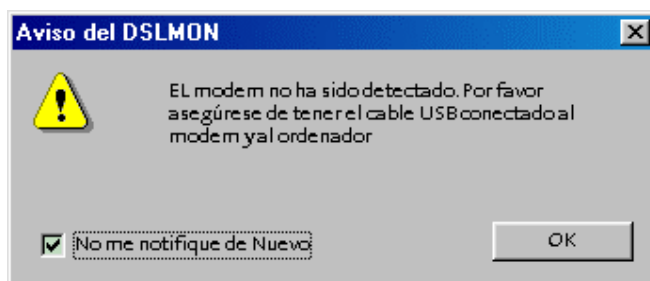 Aviso del DSLMON
EL modem no ha sido detectado. Por favor
asegúrese de tener el cable USB conectado al
modem y al ordenador
No me notifique de Nuevo
OK